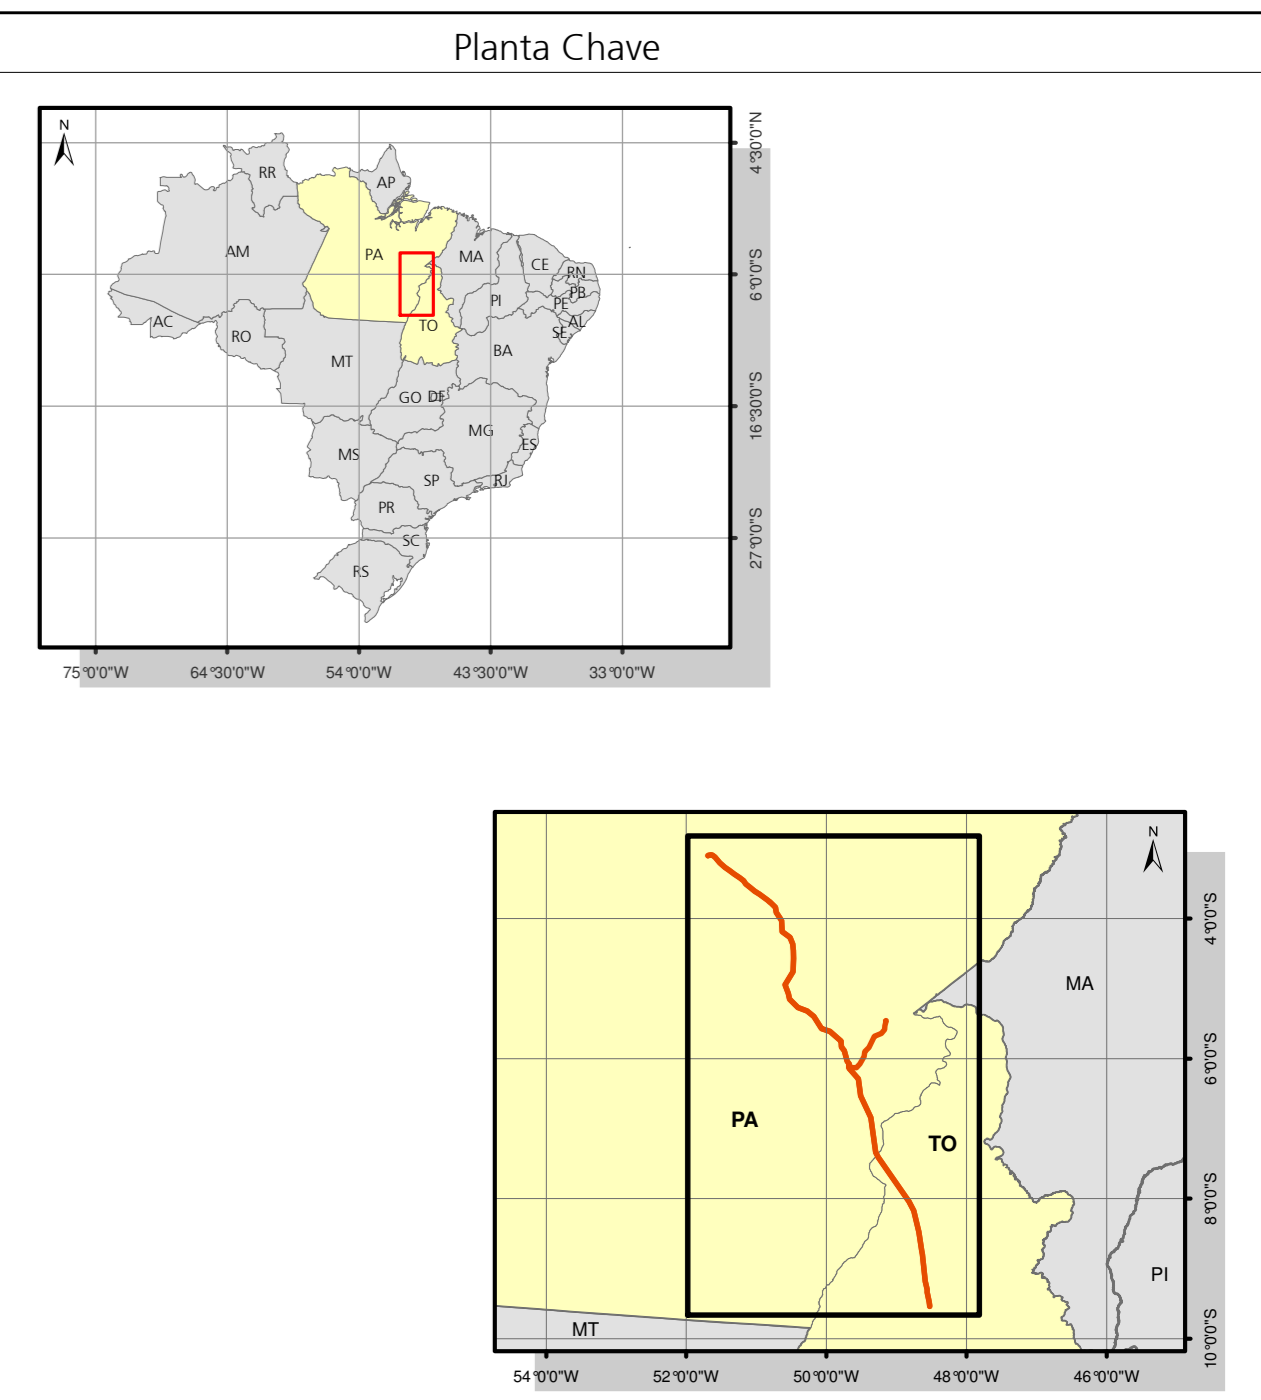 Planta Chave
N
RR
AP
AM
PA
MA
CE
RN
PB
PE
PI
AL
SE
AC
RO
TO
MT
BA
GO DF
MG
ES
MS
SP
RJ
PR
SC
RS
4°30'0"N
6°0'0"S
16°30'0"S
27°0'0"S
75°0'0"W 64°30'0"W 54°0'0"W 43°30'0"W 33°0'0"W
N
MA
PA
TO
PI
MT
4°0'0"S
6°0'0"S
8°0'0"S
10°0'0"S
54°0'0"W 52°0'0"W 50°0'0"W 48°0'0"W 46°0'0"W